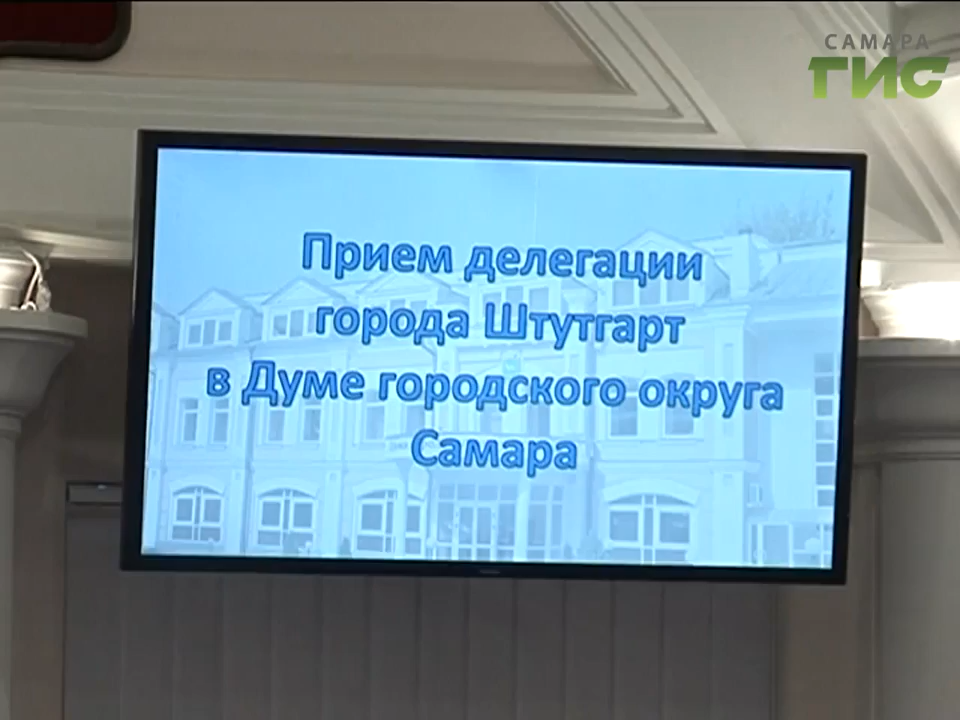 САМАРА
ГИС
Прием делегации
города Штутгарт
в Думе городского округа
Самара